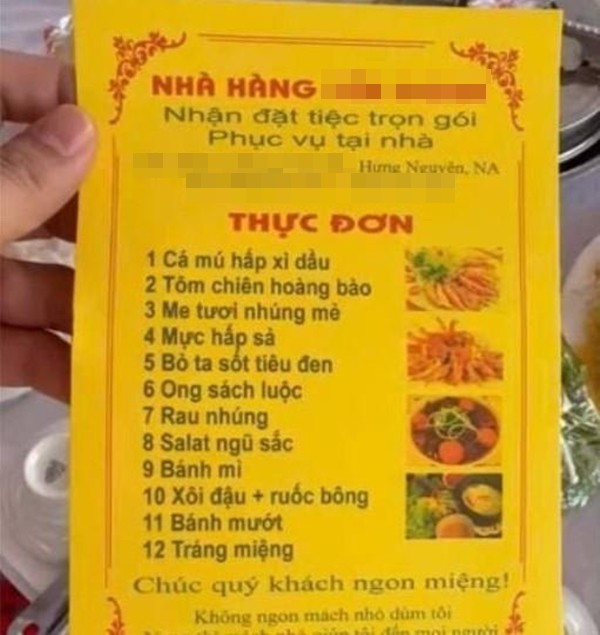 NHÀ HÀNG
Nhận đặt tiệc trọn gói
Phục vụ tại nhà
Hưng Nguyên, NA
THỰC ĐƠN
1 Cá mú hấp xì dầu
2 Tôm chiên hoàng bào
3 Me tươi nhúng mẻ
4 Mực hấp sả
5 Bò ta sốt tiêu đen
6 Ong sách luộc
7 Rau nhúng
8 Salat ngũ sắc
9 Bánh mì
10 Xôi đậu + ruốc bông
11 Bánh mướt
12 Tráng miệng
Chúc quý khách ngon miệng!
Không ngon mách nhỏ dùm tôi